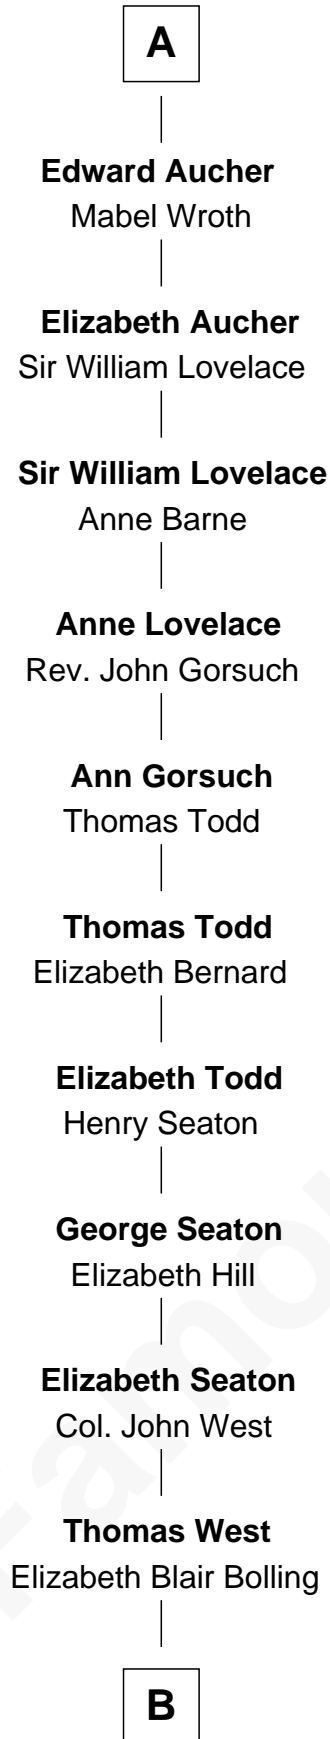 A
Edward Aucher
Mabel Wroth
Elizabeth Aucher
Sir William Lovelace
Sir William Lovelace
Anne Barne
Anne Lovelace
Rev. John Gorsuch
Ann Gorsuch
Thomas Todd
Thomas Todd
Elizabeth Bernard
Elizabeth Todd
Henry Seaton
George Seaton
Elizabeth Hill
Elizabeth Seaton
Col. John West
Thomas West
Elizabeth Blair Bolling
B